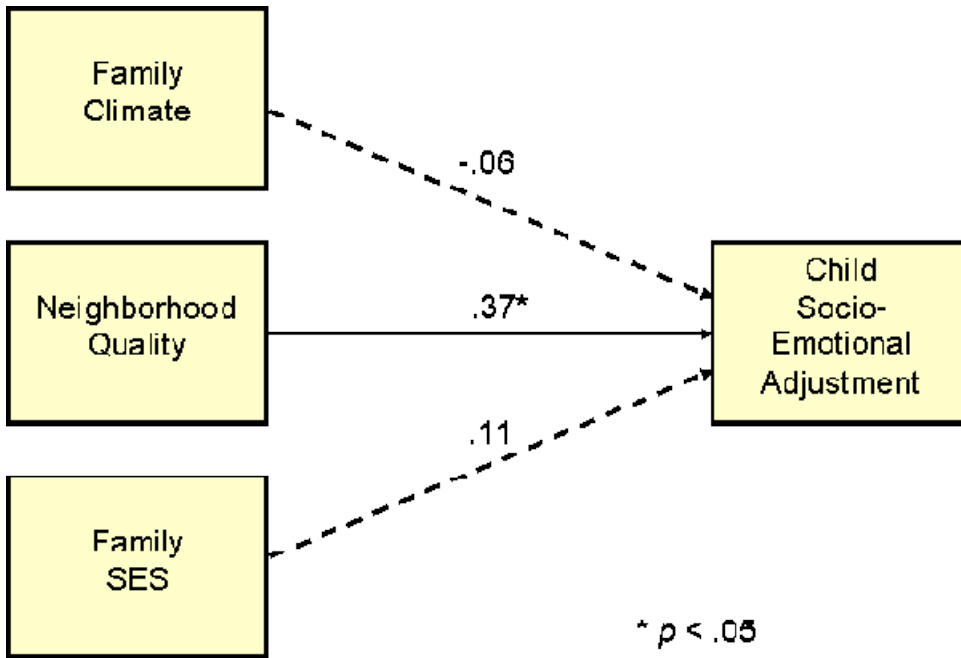 Family
Climate
-.06
Neighborhood
Quality
.37*
Child
Socio-
Emotional
Adjustment
.11
Family
SES
* p < .05